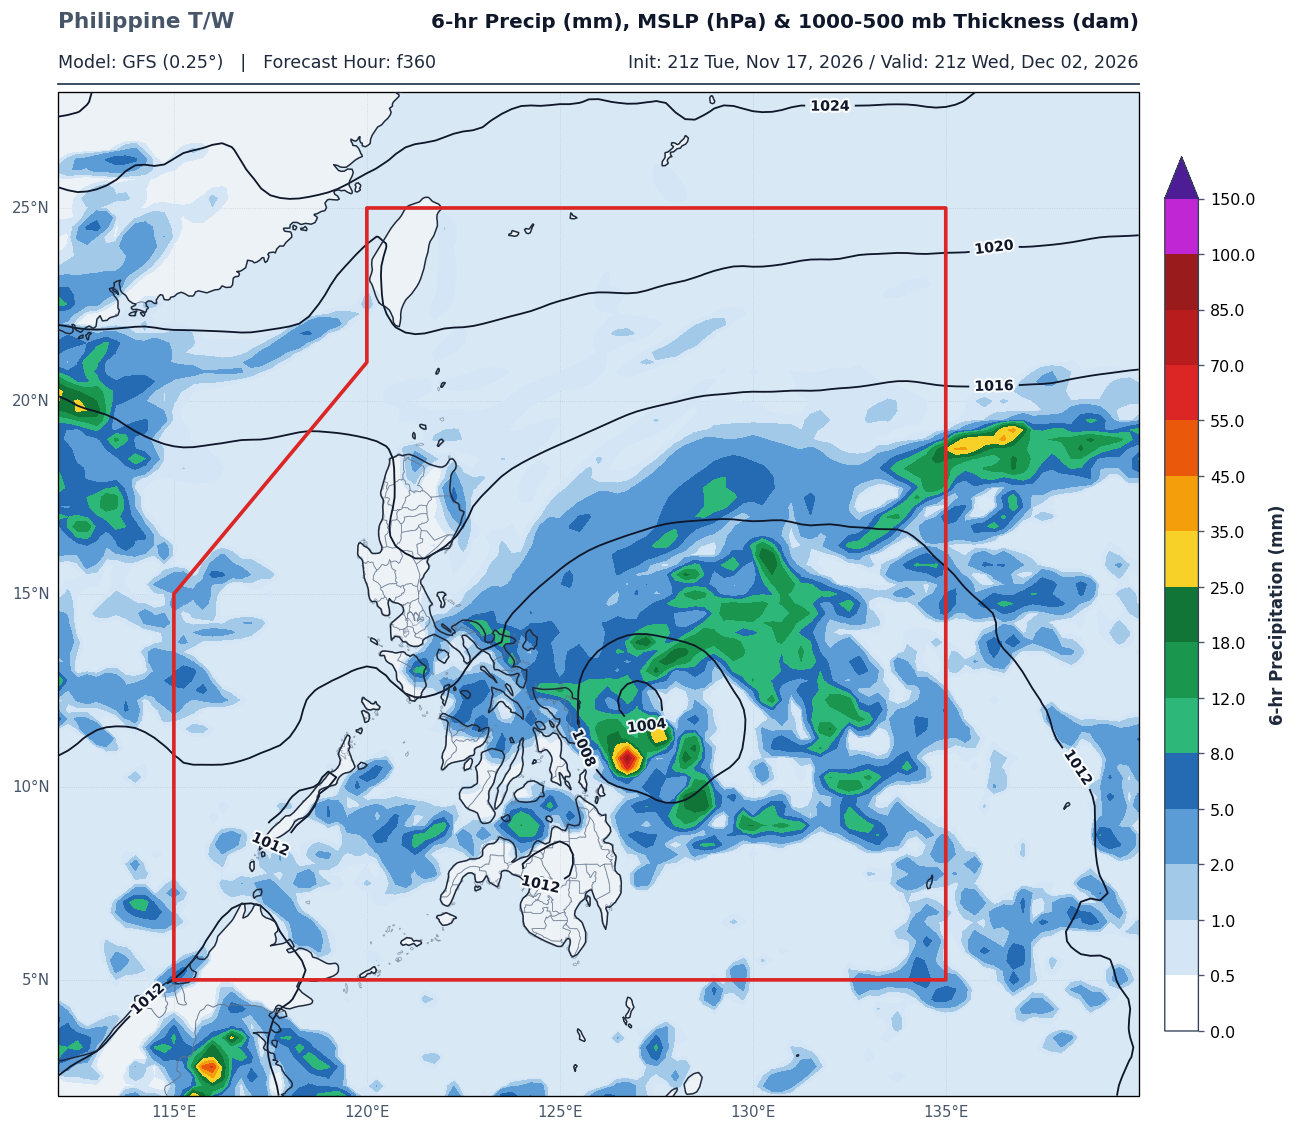 Philippine T/W
6-hr Precip (mm), MSLP (hPa) & 1000-500 mb Thickness (dam)
Model: GFS (0.25°) | Forecast Hour: f360
Init: 21z Tue, Nov 17, 2026 / Valid: 21z Wed, Dec 02, 2026
1024
1020
1016
1004
1008
1012
1012
1012
1012
25°N
20°N
15°N
10°N
5°N
115°E
120°E
125°E
130°E
135°E
150.0
100.0
85.0
70.0
55.0
45.0
35.0
25.0
18.0
12.0
8.0
5.0
2.0
1.0
0.5
0.0
6-hr Precipitation (mm)